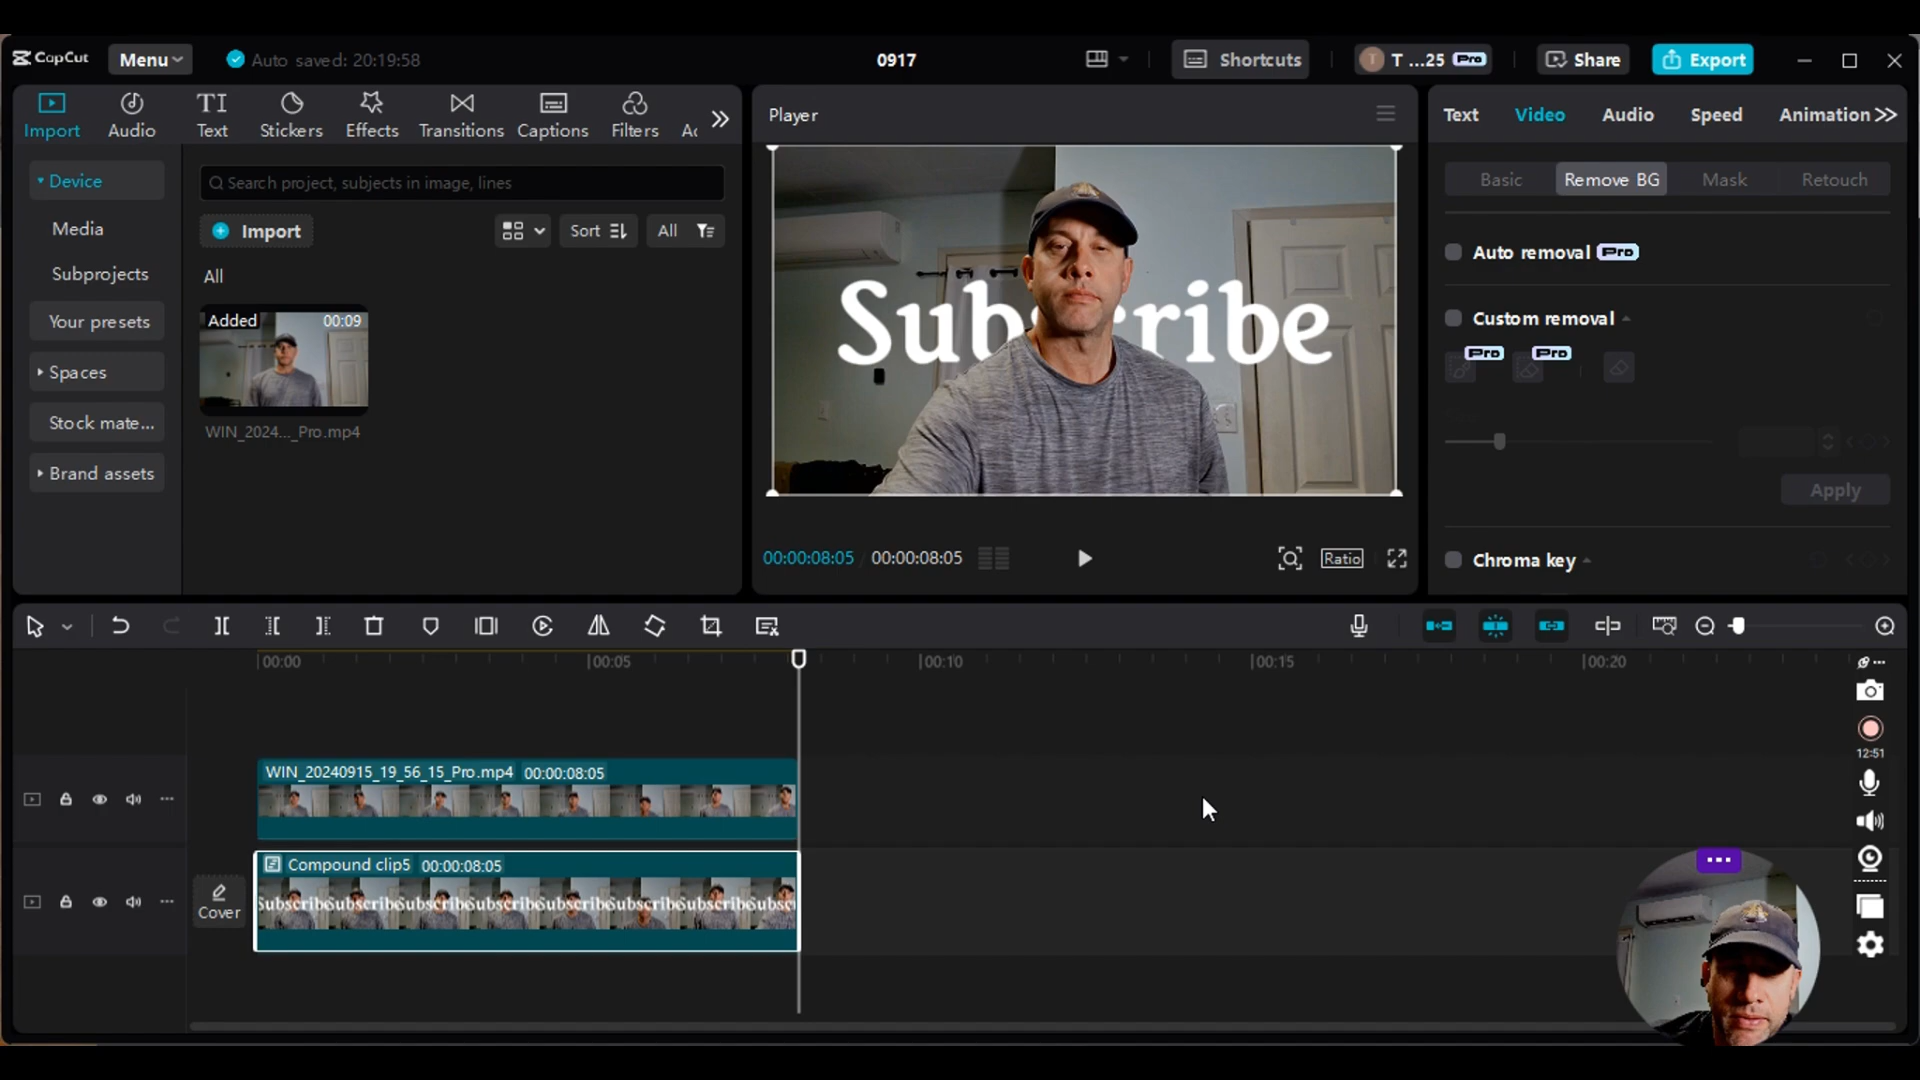 CapCut
Menu
Auto saved: 20:19:58
0917
Shortcuts
T ...25 Pro
Share
Export
Import
Audio
Text
Stickers
Effects
Transitions
Captions
Filters
Ac
Device
Media
Subprojects
Your presets
Spaces
Stock mate...
Brand assets
Search project, subjects in image, lines
Import
Sort
All
All
Added 00:09
WIN_2024..._Pro.mp4
Player
Subscribe
00:00:08:05 / 00:00:08:05
Ratio
Text
Video
Audio
Speed
Animation
Basic
Remove BG
Mask
Retouch
Auto removal Pro
Custom removal
Pro
Pro
Apply
Chroma key
00:00
00:05
00:10
00:15
00:20
WIN_20240915_19_56_15_Pro.mp4 00:00:08:05
Cover
Compound clip5 00:00:08:05
SubscribeSubscribeSubscribeSubscribeSubscribeSubscribeSubscribeSubscri
12:51